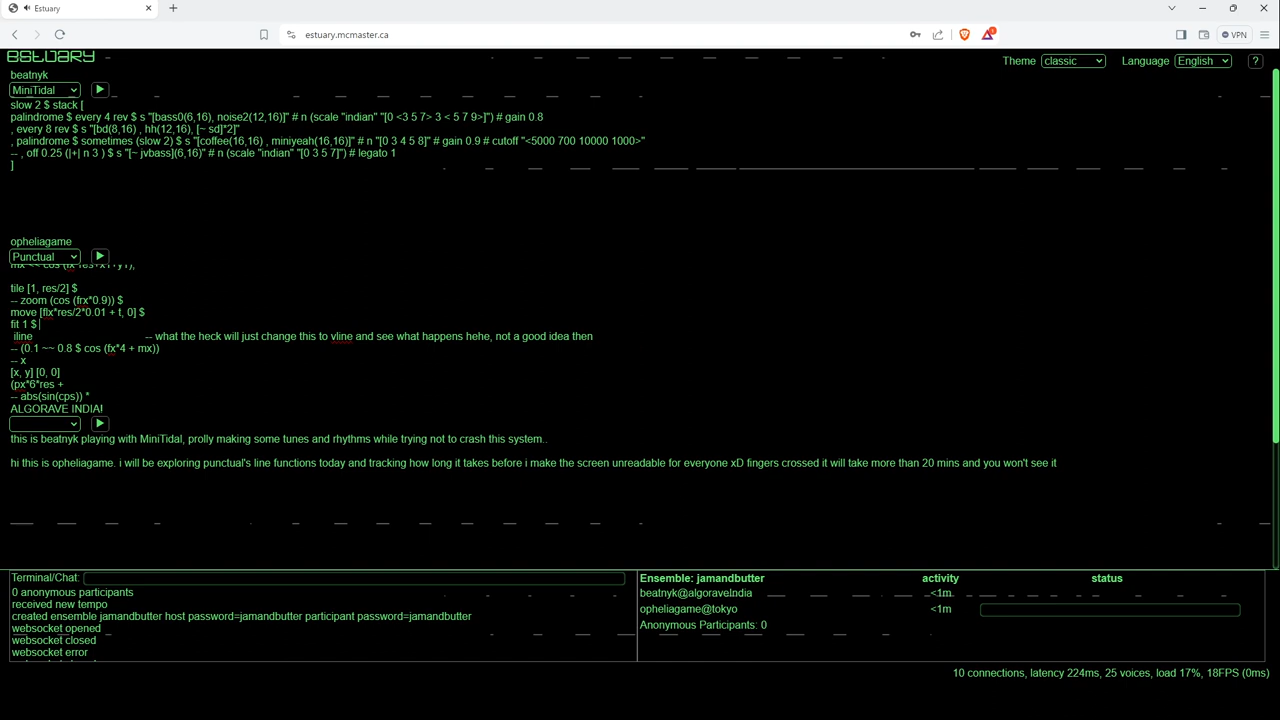 Estuary
estuary.mcmaster.ca
VPN
ESTUARY
Theme classic Language English ?
beatnyk
MiniTidal
slow 2 $ stack [
palindrome $ every 4 rev $ s "[bass0(6,16), noise2(12,16)]" # n (scale "indian" "[0 <3 5 7> 3 < 5 7 9>]") # gain 0.8
, every 8 rev $ s "[bd(8,16) , hh(12,16), [~ sd]*2]"
, palindrome $ sometimes (slow 2) $ s "[coffee(16,16) , miniyeah(16,16)]" # n "[0 3 4 5 8]" # gain 0.9 # cutoff "<5000 700 10000 1000>"
-- , off 0.25 (|+| n 3 ) $ s "[~ jvbass](6,16)" # n (scale "indian" "[0 3 5 7]") # legato 1
]
opheliagame
Punctual
mx << cos (fx*res+x1+y1);
tile [1, res/2] $
-- zoom (cos (frx*0.9)) $
move [flx*res/2*0.01 + t, 0] $
fit 1 $
iline -- what the heck will just change this to vline and see what happens hehe, not a good idea then
-- (0.1 ~~ 0.8 $ cos (fx*4 + mx))
-- x
[x, y] [0, 0]
(px*6*res +
-- abs(sin(cps)) *
ALGORAVE INDIA!
this is beatnyk playing with MiniTidal, prolly making some tunes and rhythms while trying not to crash this system..
hi this is opheliagame. i will be exploring punctual's line functions today and tracking how long it takes before i make the screen unreadable for everyone xD fingers crossed it will take more than 20 mins and you won't see it
Terminal/Chat:
0 anonymous participants
received new tempo
created ensemble jamandbutter host password=jamandbutter participant password=jamandbutter
websocket opened
websocket closed
websocket error
Ensemble: jamandbutter activity status
beatnyk@algoraveIndia <1m
opheliagame@tokyo <1m
Anonymous Participants: 0
10 connections, latency 224ms, 25 voices, load 17%, 18FPS (0ms)